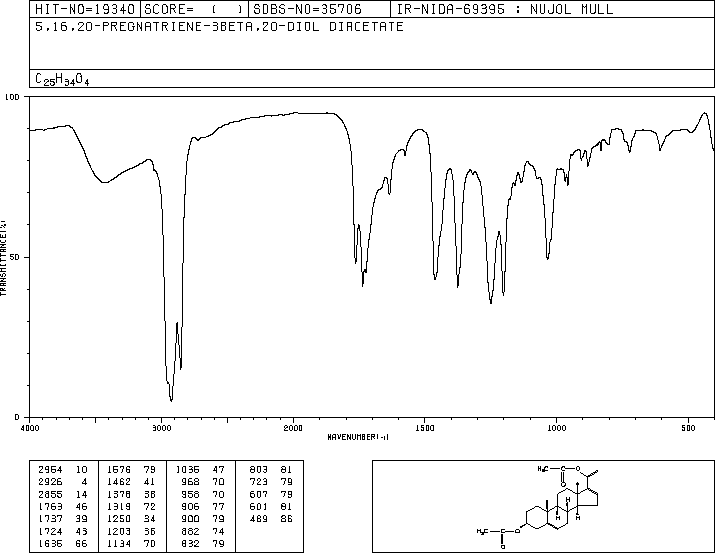 HIT-NO=19340 SCORE= ( ) SDBS-NO=35706 IR-NIDA-69395 : NUJOL MULL
5,16,20-PREGNATRIENE-3BETA,20-DIOL DIACETATE
C25H34O4
100
50
0
TRANSMITTANCE(%)
4000 3000 2000 1500 1000 500
WAVENUMBER(-1)
2964 10 1576 79 1036 47 803 81
2926 4 1462 41 968 70 723 79
2855 14 1378 38 958 70 607 79
1763 46 1319 72 906 77 601 81
1737 39 1250 34 900 79 489 86
1724 43 1203 36 882 74
1636 66 1134 70 832 79
H3C C O
O
H
H H
H3C C O
O